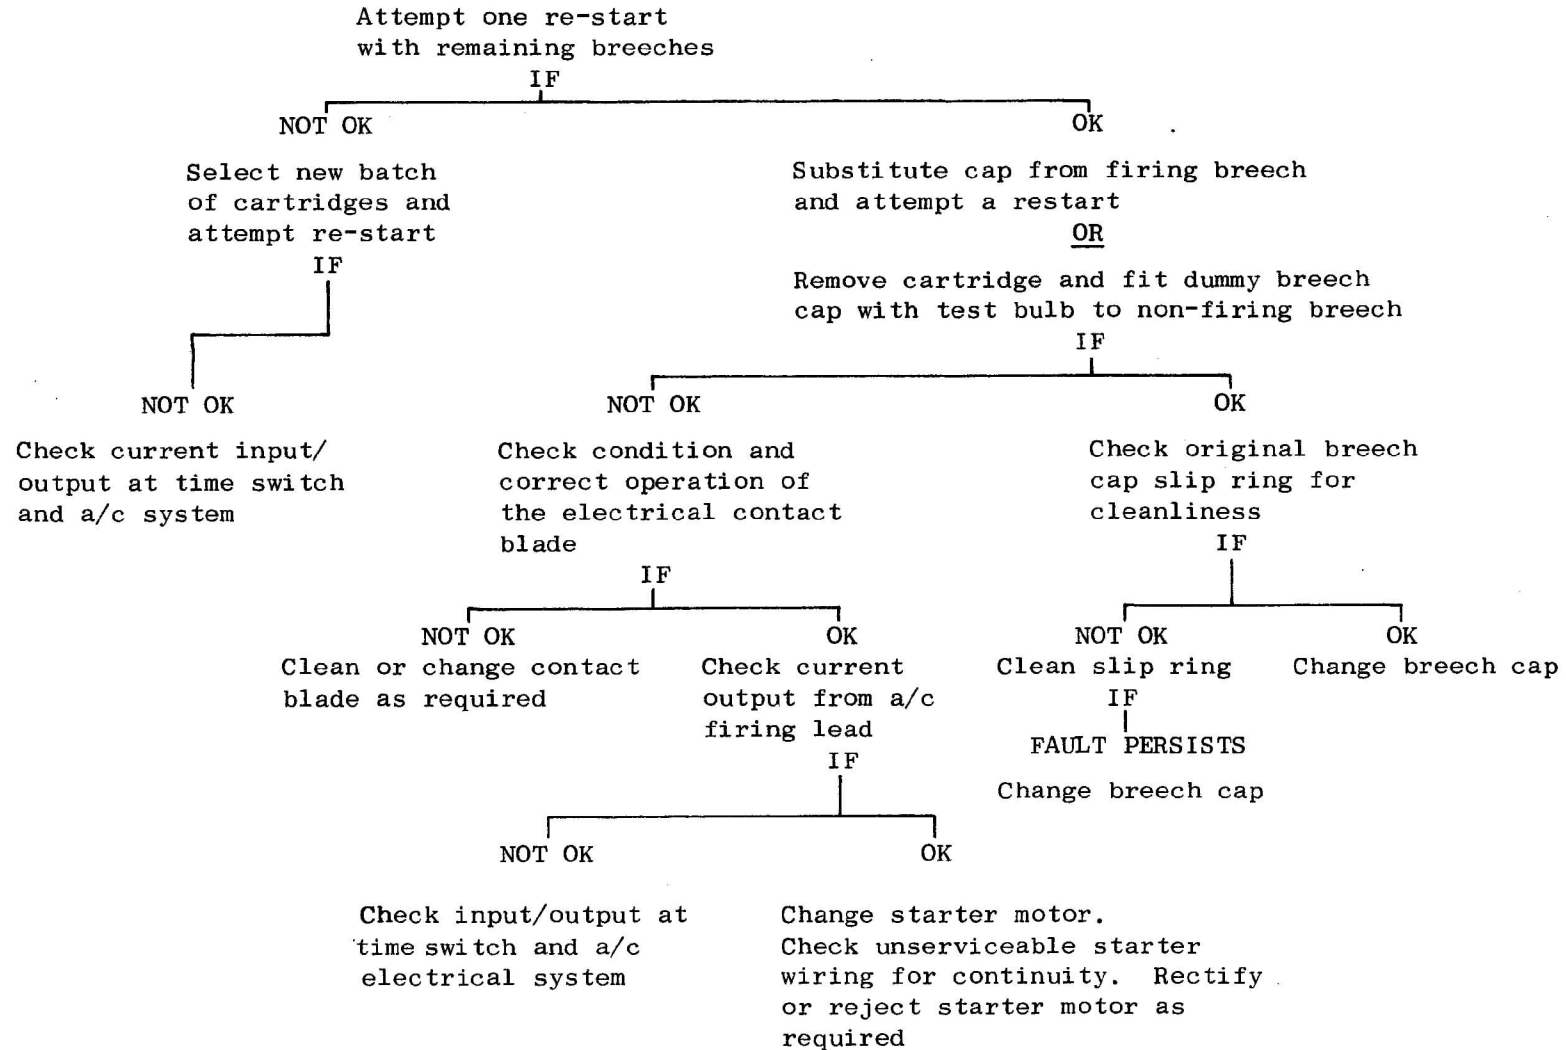 Attempt one re-start
with remaining breeches
IF
NOT OK
OK
Select new batch
of cartridges and
attempt re-start
IF
Substitute cap from firing breech
and attempt a restart
OR
Remove cartridge and fit dummy breech
cap with test bulb to non-firing breech
IF
NOT OK
NOT OK
OK
Check current input/
output at time switch
and a/c system
Check condition and
correct operation of
the electrical contact
blade
IF
Check original breech
cap slip ring for
cleanliness
IF
NOT OK
Clean or change contact
blade as required
OK
Check current
output from a/c
firing lead
IF
NOT OK
Clean slip ring
IF
FAULT PERSISTS
Change breech cap
OK
Change breech cap
NOT OK
OK
Check input/output at
time switch and a/c
electrical system
Change starter motor.
Check unserviceable starter
wiring for continuity. Rectify
or reject starter motor as
required